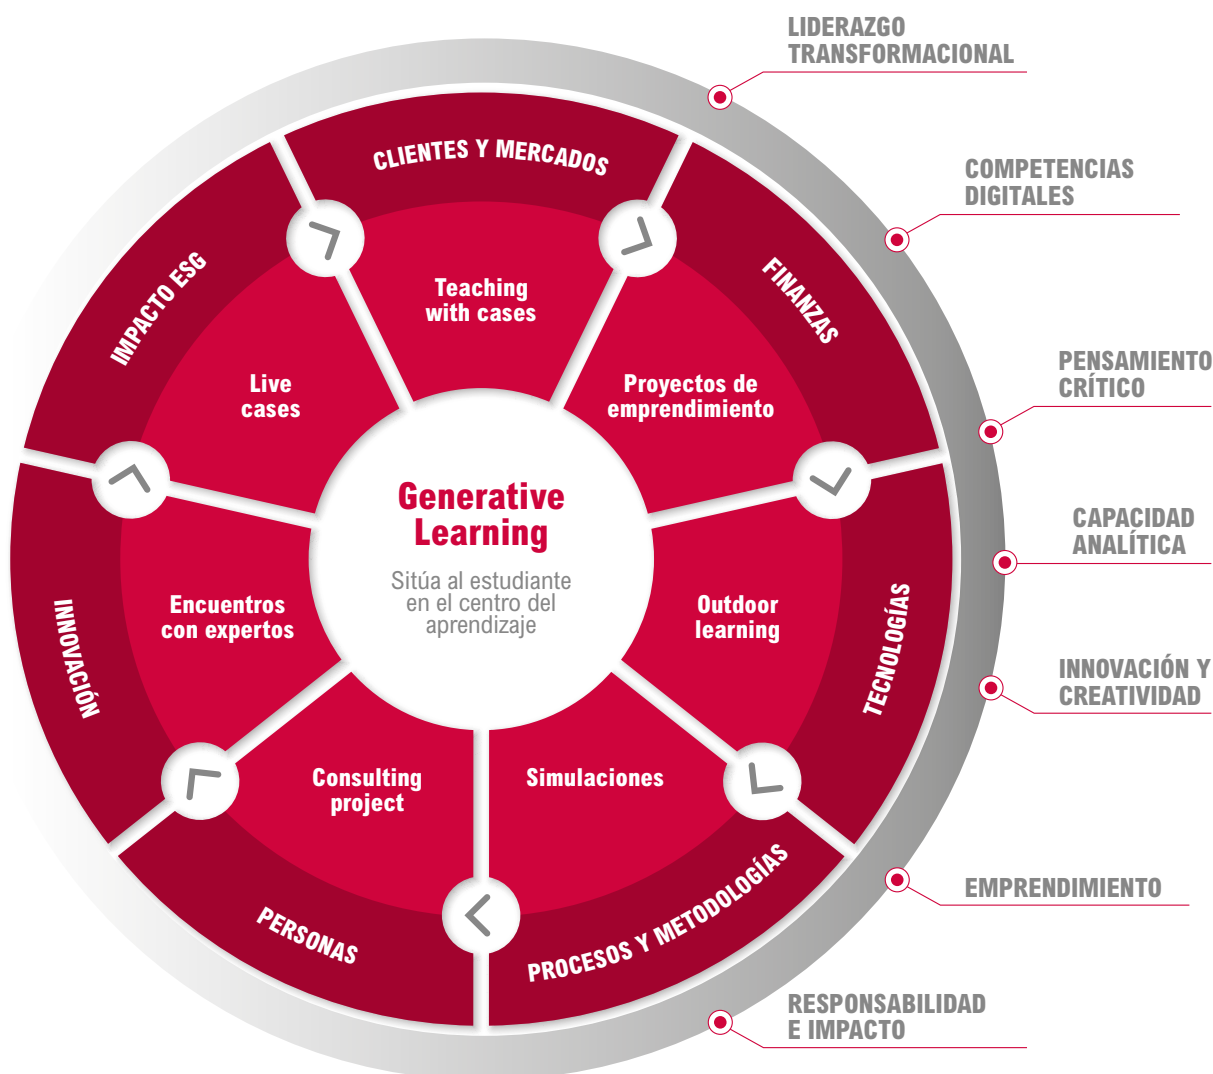 LIDERAZGO
TRANSFORMACIONAL
COMPETENCIAS
DIGITALES
PENSAMIENTO
CRÍTICO
CAPACIDAD
ANALÍTICA
INNOVACIÓN Y
CREATIVIDAD
EMPRENDIMIENTO
RESPONSABILIDAD
E IMPACTO
CLIENTES Y MERCADOS
FINANZAS
TECNOLOGÍAS
PROCESOS Y METODOLOGÍAS
PERSONAS
INNOVACIÓN
IMPACTO ESG
Teaching
with cases
Proyectos de
emprendimiento
Outdoor
learning
Simulaciones
Consulting
project
Encuentros
con expertos
Live
cases
Generative
Learning
Sitúa al estudiante
en el centro del
aprendizaje